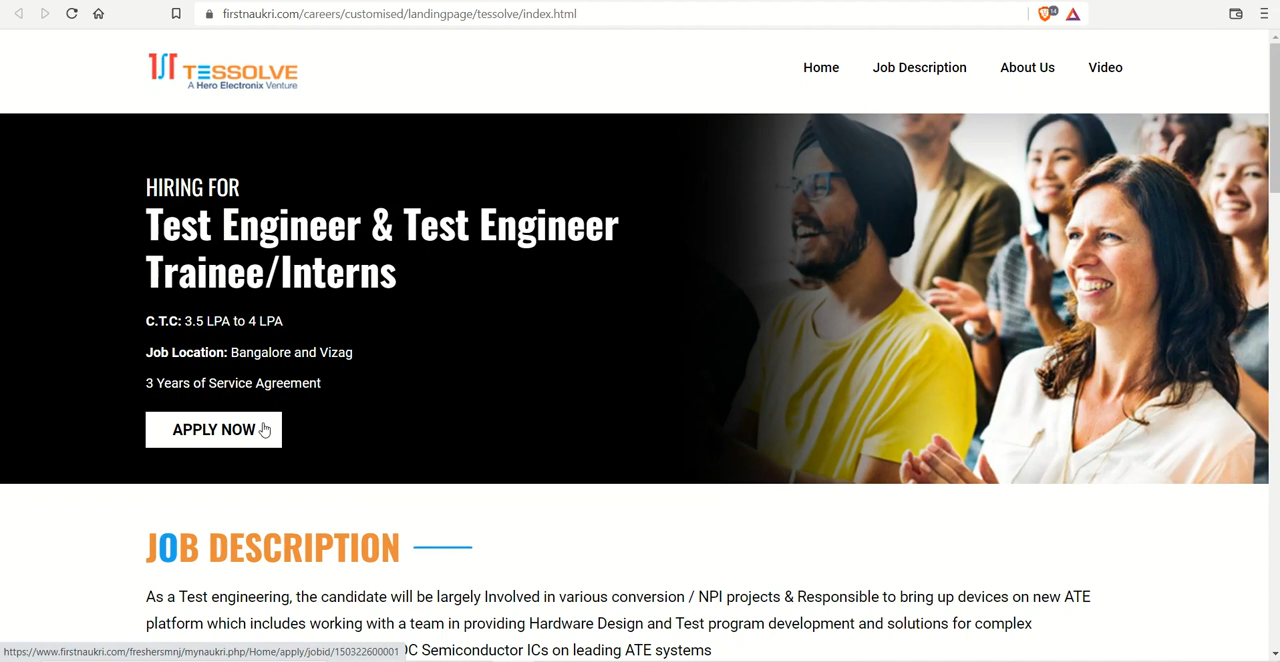 firstnaukri.com/careers/customised/landingpage/tessolve/index.html
14
TESSOLVE
A Hero Electronix Venture
Home
Job Description
About Us
Video
HIRING FOR
Test Engineer & Test Engineer
Trainee/Interns
C.T.C: 3.5 LPA to 4 LPA
Job Location: Bangalore and Vizag
3 Years of Service Agreement
APPLY NOW
JOB DESCRIPTION
As a Test engineering, the candidate will be largely Involved in various conversion / NPI projects & Responsible to bring up devices on new ATE
platform which includes working with a team in providing Hardware Design and Test program development and solutions for complex
OC Semiconductor ICs on leading ATE systems
https://www.firstnaukri.com/freshersmnj/mynaukri.php/Home/apply/jobid/150322600001